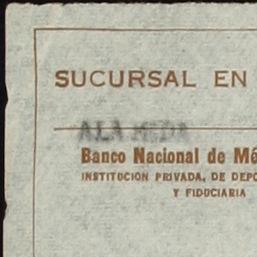 SUCURSAL EN
ALAMEDA
Banco Nacional de Mé
INSTITUCION PRIVADA, DE DEPO
Y FIDUCIARIA